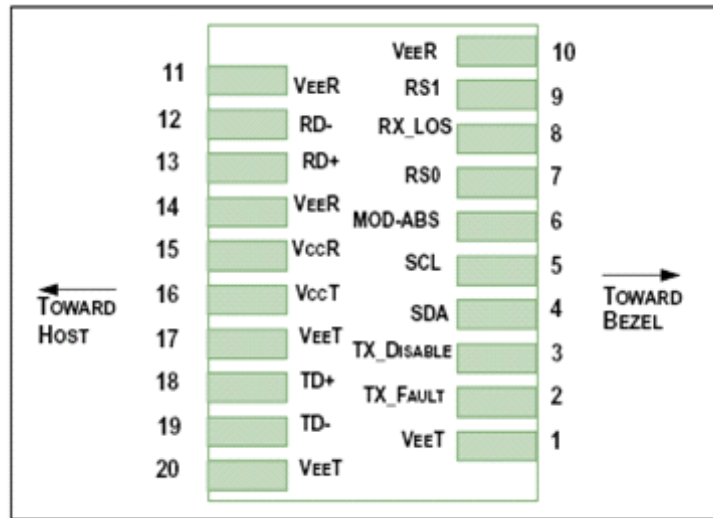 VEER 10
11 VEER
RS1 9
12 RD-
RX_LOS 8
13 RD+
RS0 7
14 VEER
MOD-ABS 6
15 VCCR
SCL 5
TOWARD HOST
16 VCCT
TOWARD BEZEL
SDA 4
17 VEET
TX_DISABLE 3
18 TD+
TX_FAULT 2
19 TD-
VEET 1
20 VEET